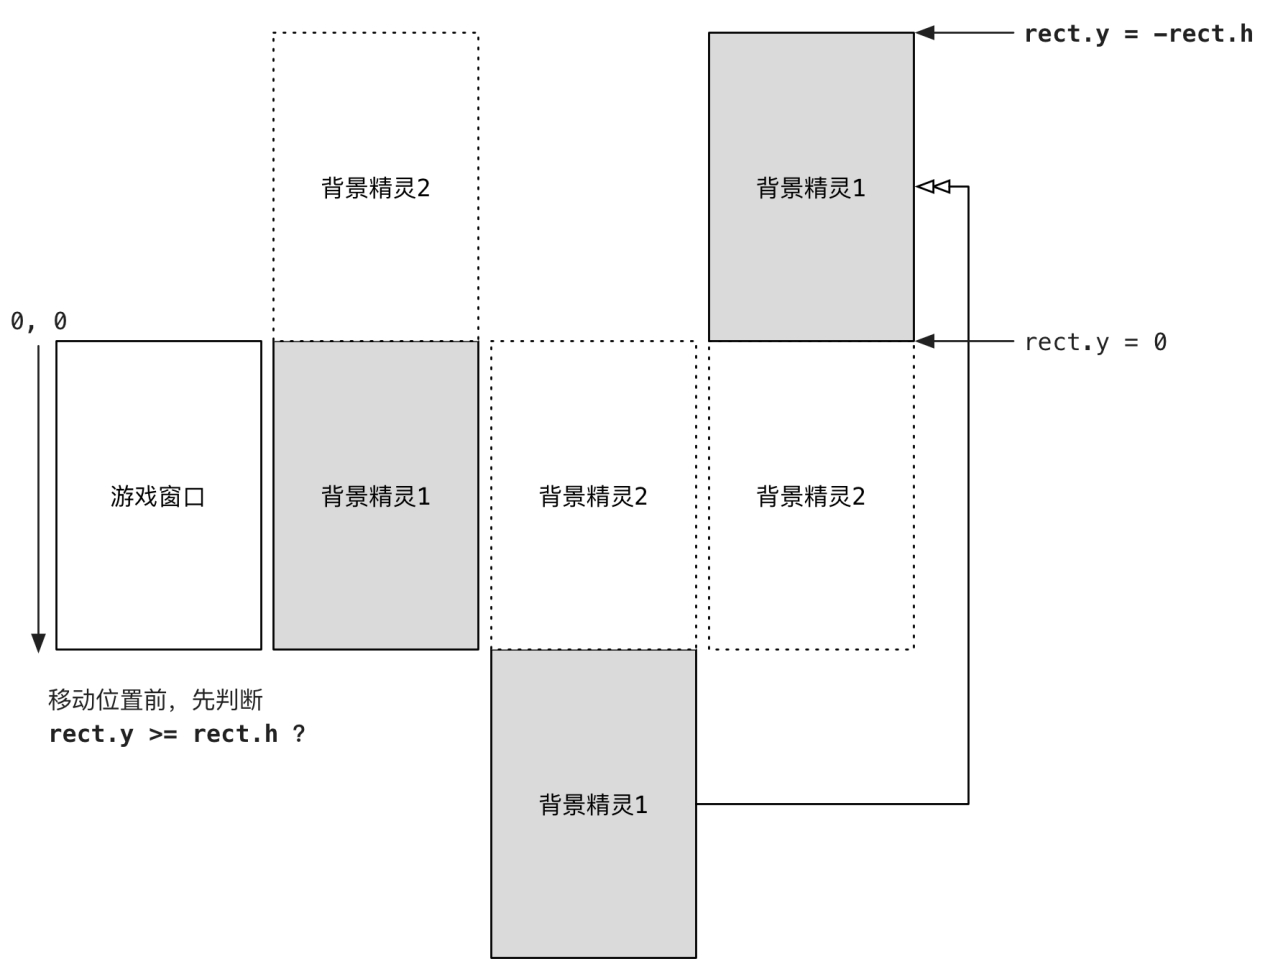 rect.y = -rect.h
背景精灵2
背景精灵1
0, 0
rect.y = 0
游戏窗口
背景精灵1
背景精灵2
背景精灵2
移动位置前，先判断
rect.y >= rect.h ?
背景精灵1